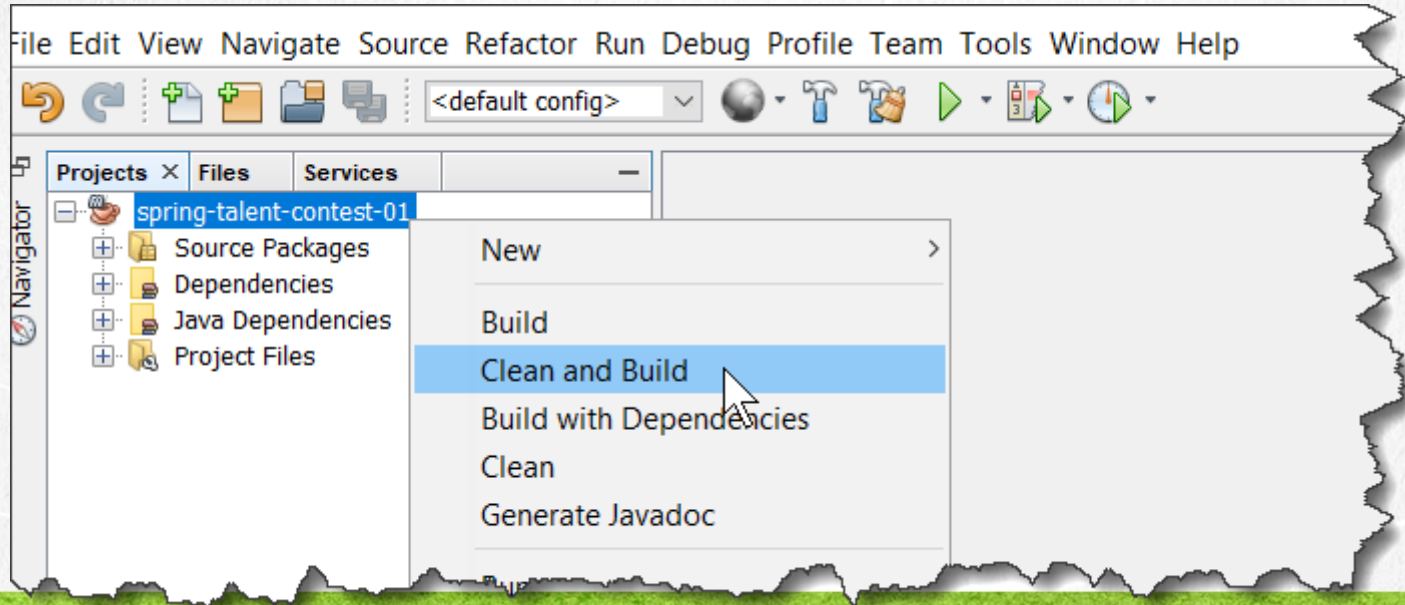 File Edit View Navigate Source Refactor Run Debug Profile Team Tools Window Help
<default config>
Projects Files Services
Navigator
spring-talent-contest-01
Source Packages
Dependencies
Java Dependencies
Project Files
New
Build
Clean and Build
Build with Dependencies
Clean
Generate Javadoc